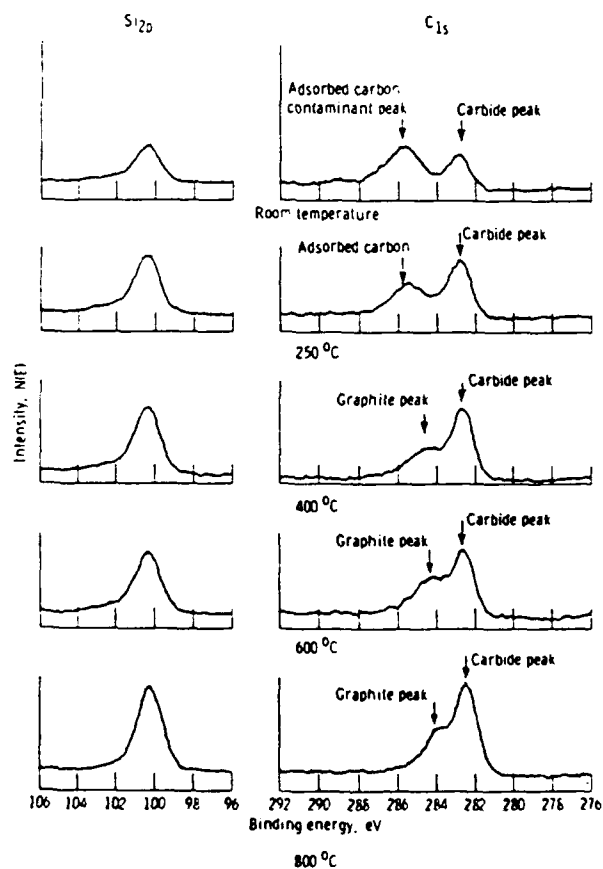 Si2p
C1s
Adsorbed carbon
contaminant peak
Carbide peak
Room temperature
Adsorbed carbon
Carbide peak
250 °C
Graphite peak
Carbide peak
Intensity, N(E)
400 °C
Graphite peak
Carbide peak
600 °C
Graphite peak
Carbide peak
106 104 102 100 98 96
292 290 288 286 284 282 280 278 276
Binding energy, eV
800 °C